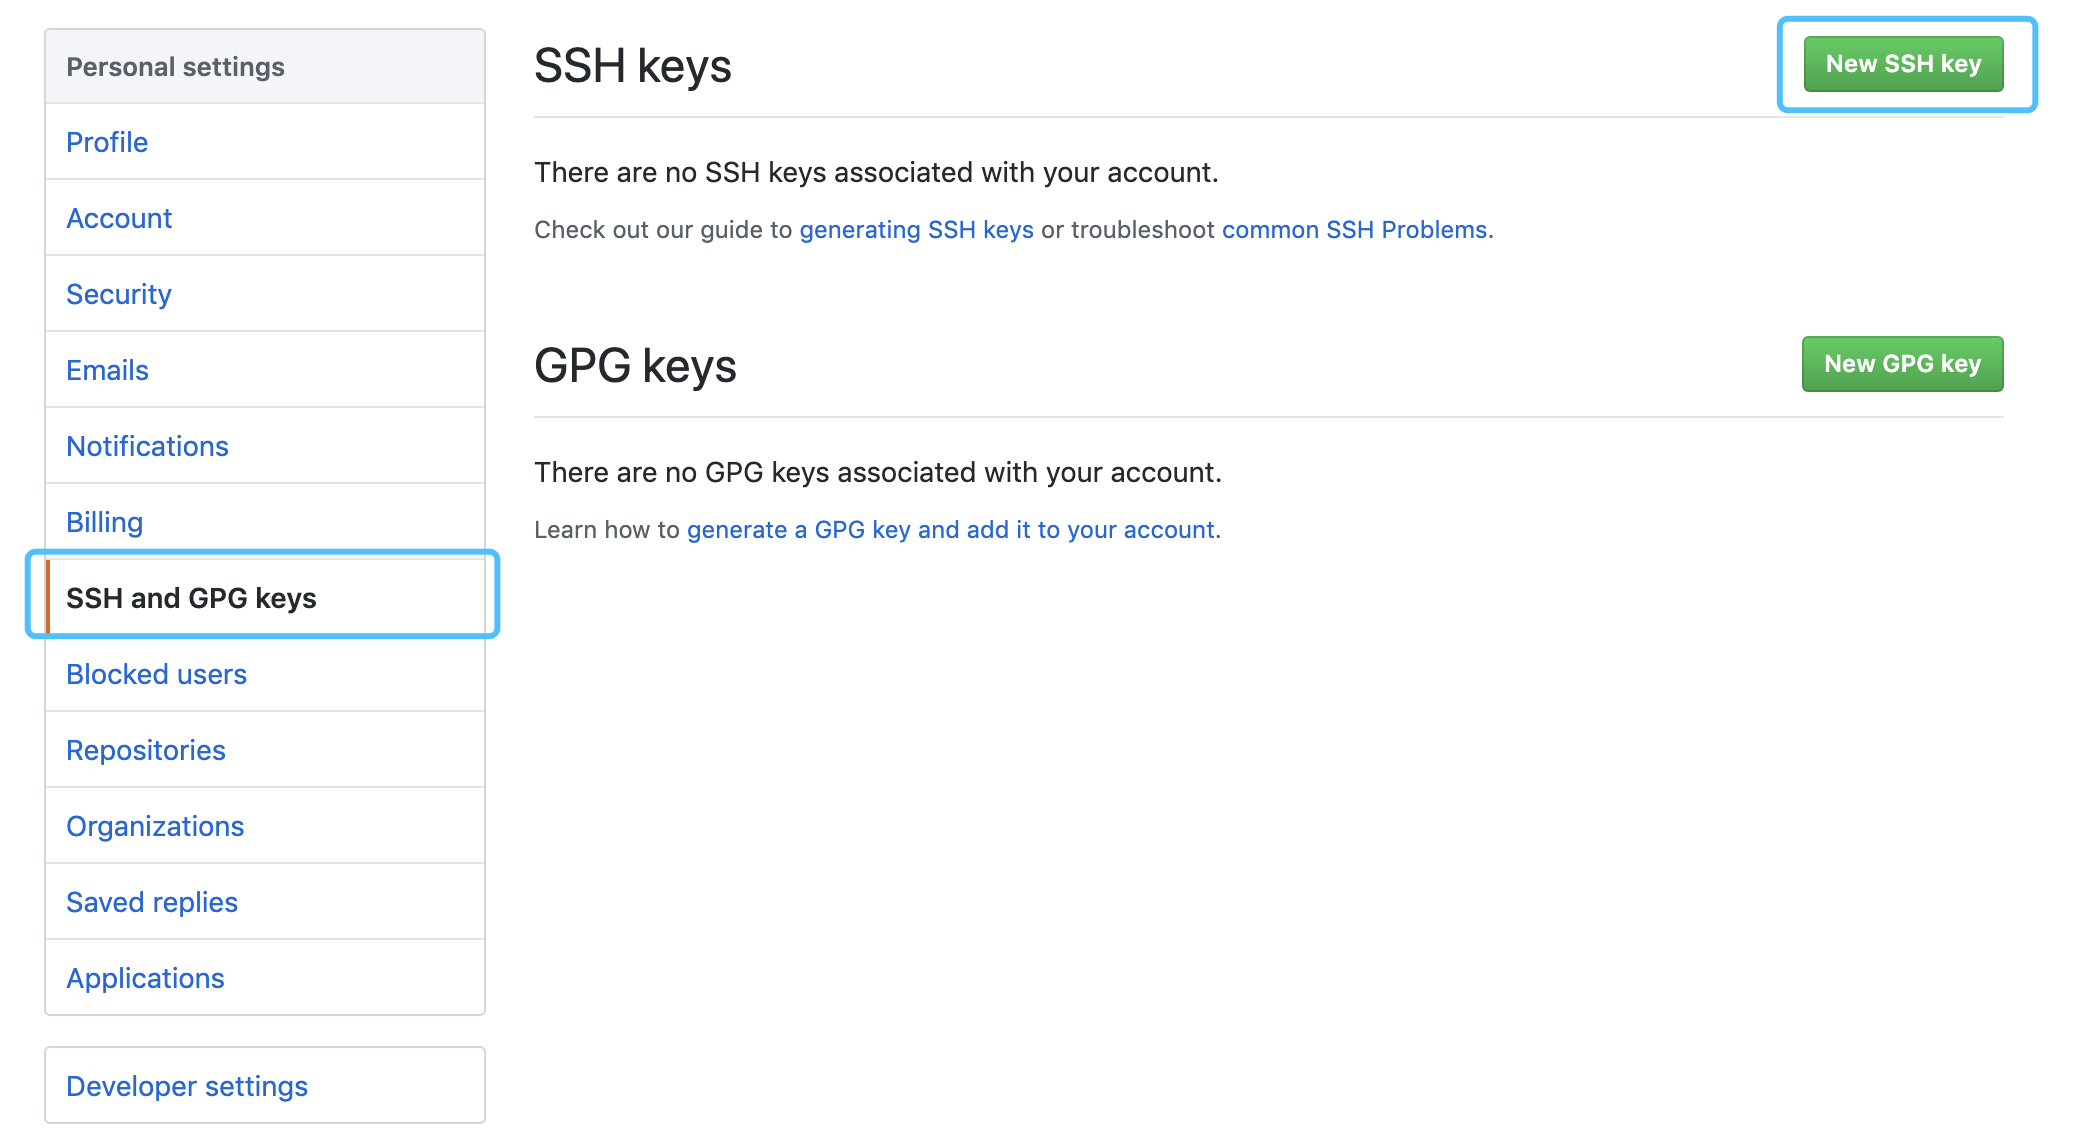 Personal settings
Profile
Account
Security
Emails
Notifications
Billing
SSH and GPG keys
Blocked users
Repositories
Organizations
Saved replies
Applications
Developer settings
SSH keys
New SSH key
There are no SSH keys associated with your account.
Check out our guide to generating SSH keys or troubleshoot common SSH Problems.
GPG keys
New GPG key
There are no GPG keys associated with your account.
Learn how to generate a GPG key and add it to your account.